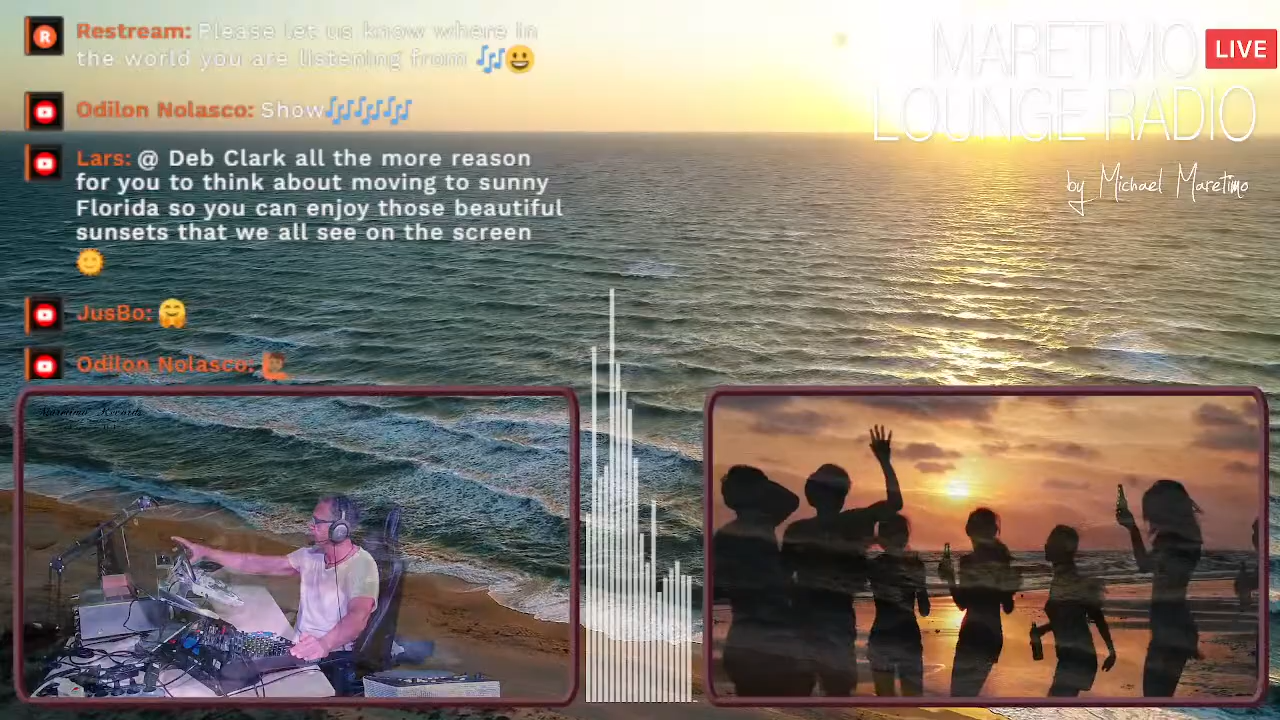 Restream: Please let us know where in
the world you are listening from 🎶😀
Odilon Nolasco: Show🎶🎶🎶
Lars: @ Deb Clark all the more reason
for you to think about moving to sunny
Florida so you can enjoy those beautiful
sunsets that we all see on the screen
🌞
JusBo: 🤗
Odilon Nolasco: 🙋🏾‍♂️
MARETIMO
LOUNGE RADIO
by Michael Maretimo
LIVE
Maretimo Records